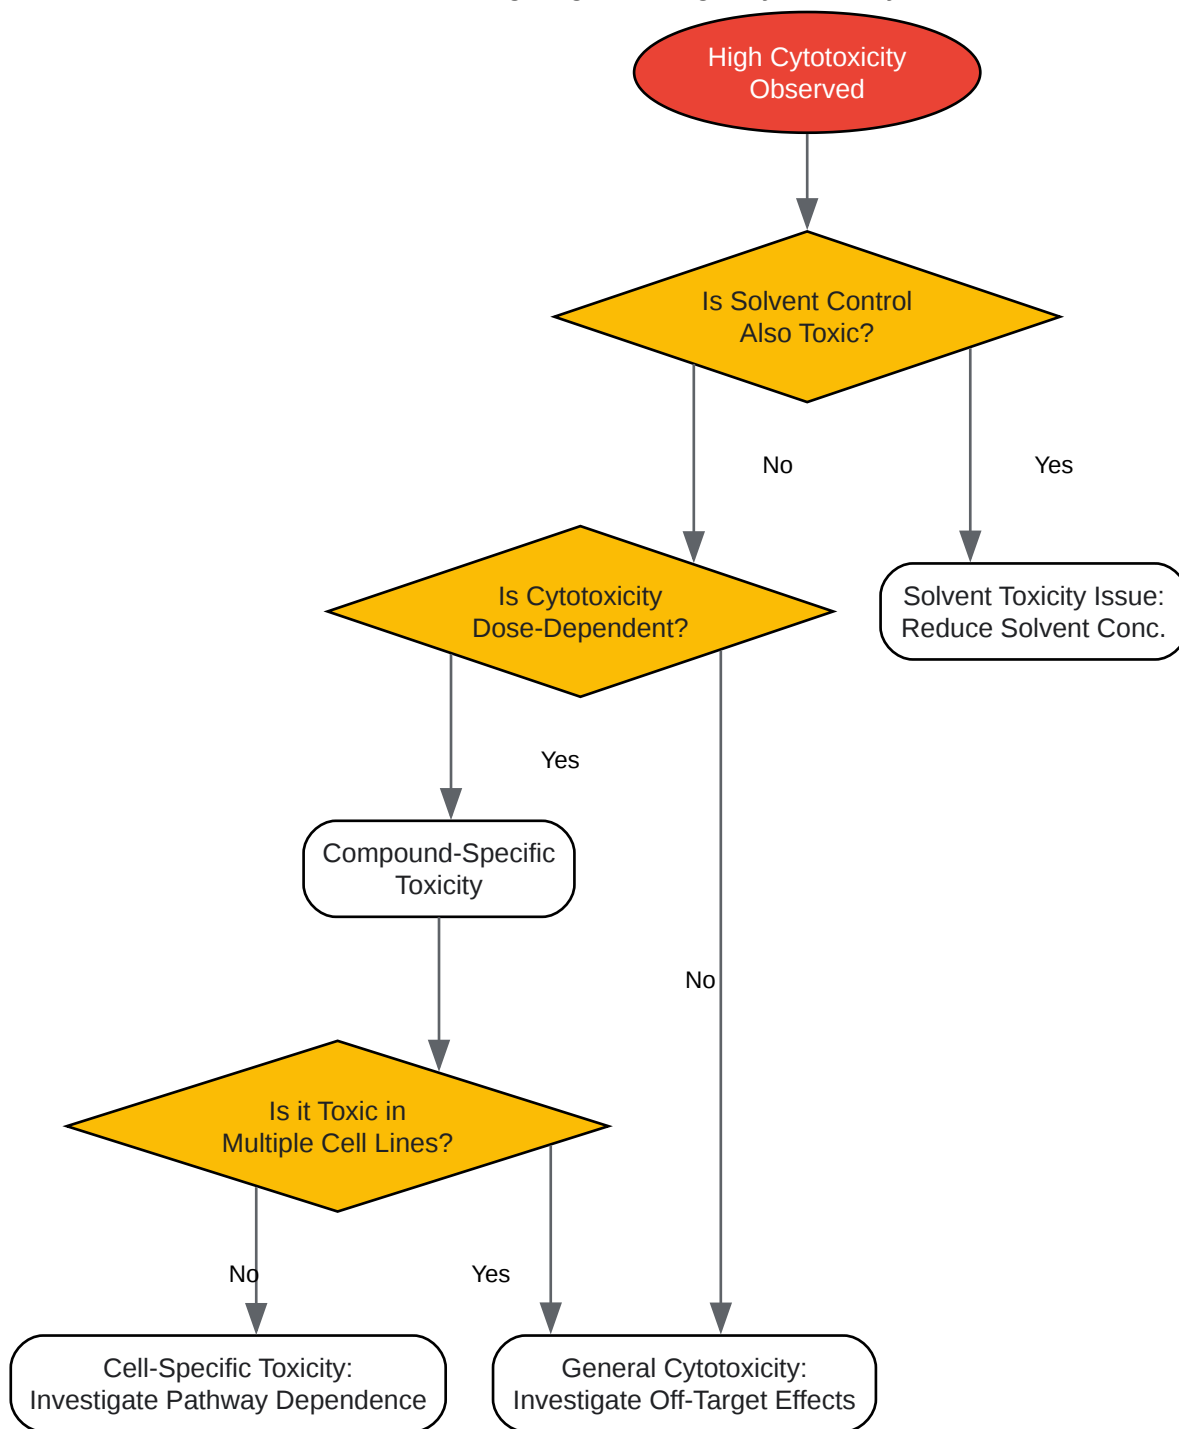 High Cytotoxicity
Observed
Is Solvent Control
Also Toxic?
No
Yes
Is Cytotoxicity
Dose-Dependent?
Solvent Toxicity Issue:
Reduce Solvent Conc.
Yes
Compound-Specific
Toxicity
No
Is it Toxic in
Multiple Cell Lines?
No
Yes
Cell-Specific Toxicity:
Investigate Pathway Dependence
General Cytotoxicity:
Investigate Off-Target Effects